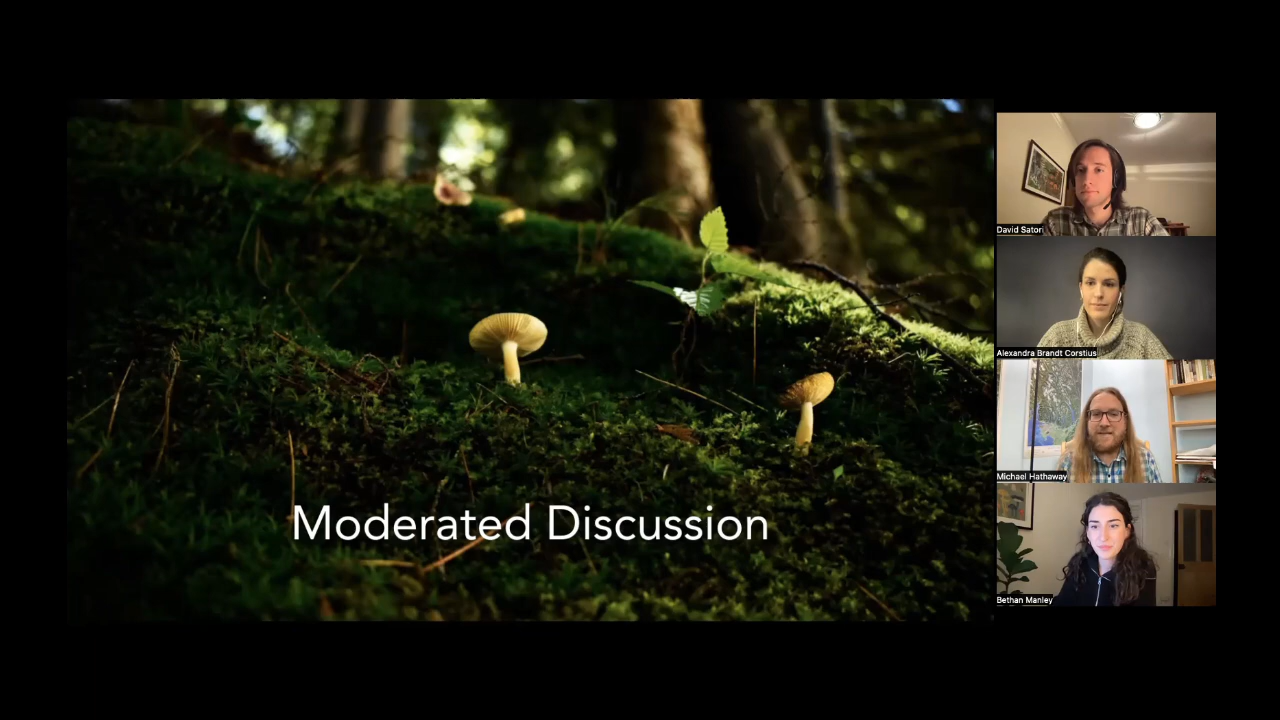 Moderated Discussion
David Satori
Alexandra Brandt Corstius
Michael Hathaway
Bethan Manley